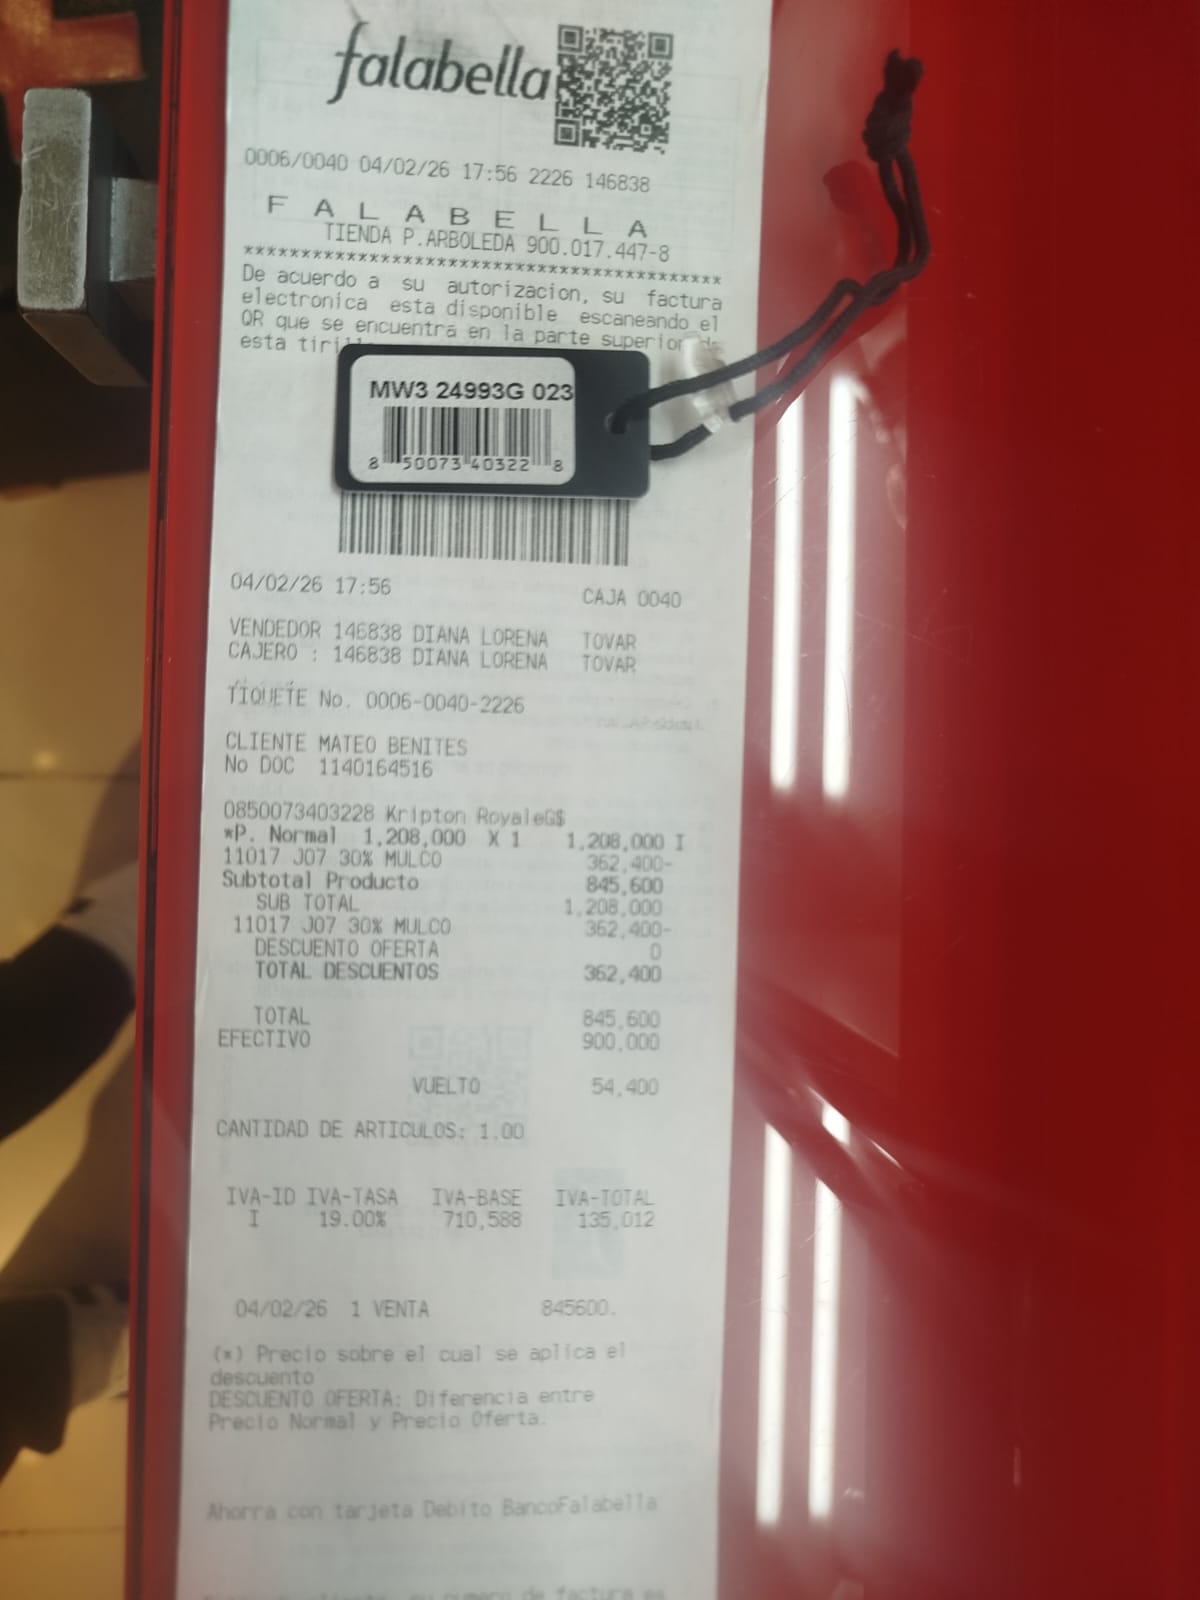 falabella
0006/0040 04/02/26 17:56 2226 146838
F A L A B E L L A
TIENDA P.ARBOLEDA 900.017.447-8
*****************************************
De acuerdo a su autorizacion, su factura
electronica esta disponible escaneando el
QR que se encuentra en la parte superior de
esta
MW3 24993G 023
8 50073 40322 8
04/02/26 17:56 CAJA 0040
VENDEDOR 146838 DIANA LORENA TOVAR
CAJERO : 146838 DIANA LORENA TOVAR
TIQUETE No. 0006-0040-2226
CLIENTE MATEO BENITES
No DOC 1140164516
0850073403228 Kripton RoyaleG$
*P. Normal 1,208,000 X 1 1,208,000 I
11017 J07 30% MULCO 362,400-
Subtotal Producto 845,600
SUB TOTAL 1,208,000
11017 J07 30% MULCO 362,400-
DESCUENTO OFERTA 0
TOTAL DESCUENTOS 362,400
TOTAL 845,600
EFECTIVO 900,000
VUELTO 54,400
CANTIDAD DE ARTICULOS: 1.00
IVA-ID IVA-TASA IVA-BASE IVA-TOTAL
I 19.00% 710,588 135,012
04/02/26 1 VENTA 845600.
(*) Precio sobre el cual se aplica el
descuento
DESCUENTO OFERTA: Diferencia entre
Precio Normal y Precio Oferta.
Ahorra con tarjeta Debito BancoFalabella
su numero de factura es